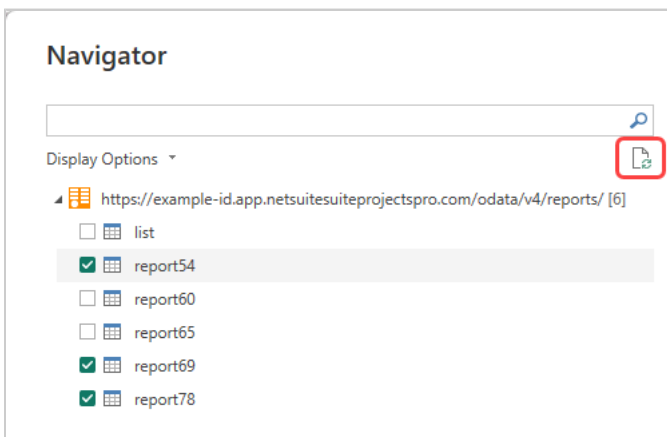 Navigator
Display Options
https://example-id.app.netsuitesuiteprojectspro.com/odata/v4/reports/ [6]
list
report54
report60
report65
report69
report78